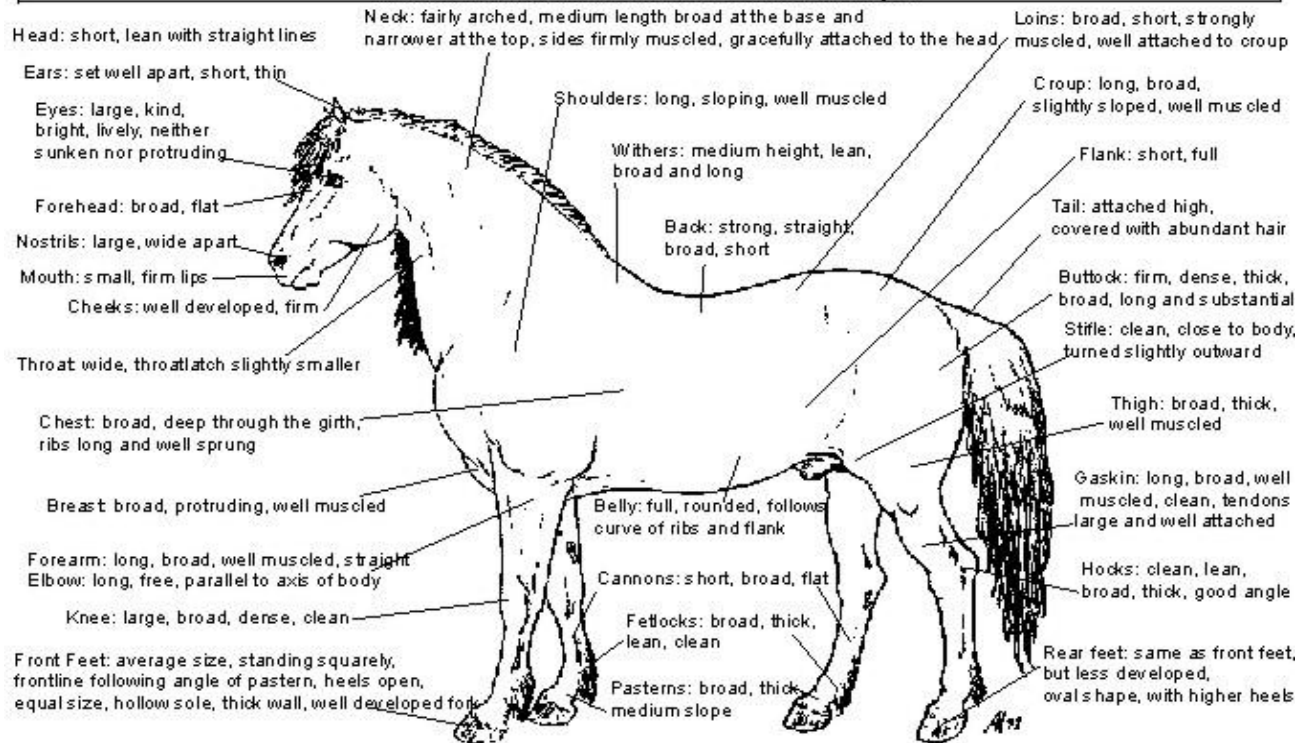 Neck: fairly arched, medium length broad at the base and
narrower at the top, sides firmly muscled, gracefully attached to the head
Loins: broad, short, strongly
muscled, well attached to croup
Head: short, lean with straight lines
Ears: set well apart, short, thin
Eyes: large, kind,
bright, lively, neither
sunken nor protruding
Shoulders: long, sloping, well muscled
Croup: long, broad,
slightly sloped, well muscled
Withers: medium height, lean,
broad and long
Flank: short, full
Forehead: broad, flat
Back: strong, straight,
broad, short
Tail: attached high,
covered with abundant hair
Nostrils: large, wide apart
Mouth: small, firm lips
Cheeks: well developed, firm
Buttock: firm, dense, thick,
broad, long and substantial
Stifle: clean, close to body,
turned slightly outward
Throat: wide, throatlatch slightly smaller
Chest: broad, deep through the girth,
ribs long and well sprung
Thigh: broad, thick,
well muscled
Breast: broad, protruding, well muscled
Belly: full, rounded, follows
curve of ribs and flank
Gaskin: long, broad, well
muscled, clean, tendons
large and well attached
Forearm: long, broad, well muscled, straight
Elbow: long, free, parallel to axis of body
Cannons: short, broad, flat
Hocks: clean, lean,
broad, thick, good angle
Knee: large, broad, dense, clean
Fetlocks: broad, thick,
lean, clean
Front Feet: average size, standing squarely,
frontline following angle of pastern, heels open,
equal size, hollow sole, thick wall, well developed fork
Pasterns: broad, thick
medium slope
Rear feet: same as front feet,
but less developed,
oval shape, with higher heels